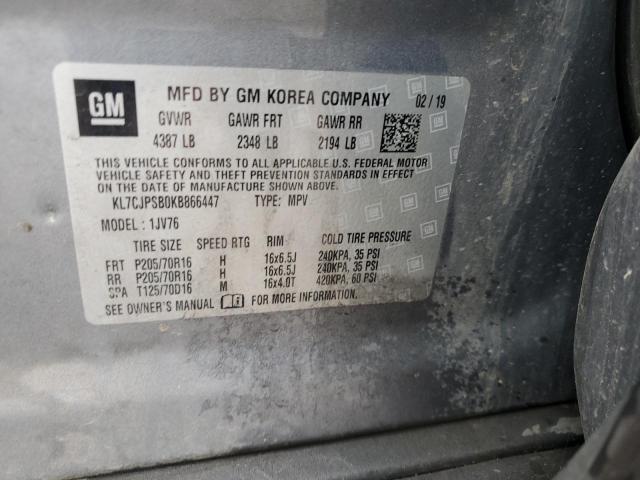 GM
MFD BY GM KOREA COMPANY 02/19
GVWR GAWR FRT GAWR RR
4387 LB 2348 LB 2194 LB
THIS VEHICLE CONFORMS TO ALL APPLICABLE U.S. FEDERAL MOTOR
VEHICLE SAFETY AND THEFT PREVENTION STANDARDS IN EFFECT ON
THE DATE OF MANUFACTURE SHOWN ABOVE.
KL7CJPSB0KB866447 TYPE: MPV
MODEL: 1JV76
TIRE SIZE SPEED RTG RIM COLD TIRE PRESSURE
FRT P205/70R16 H 16x6.5J 240KPA, 35 PSI
RR P205/70R16 H 16x6.5J 240KPA, 35 PSI
SPA T125/70D16 M 16x4.0T 420KPA, 60 PSI
SEE OWNER'S MANUAL FOR MORE INFORMATION.